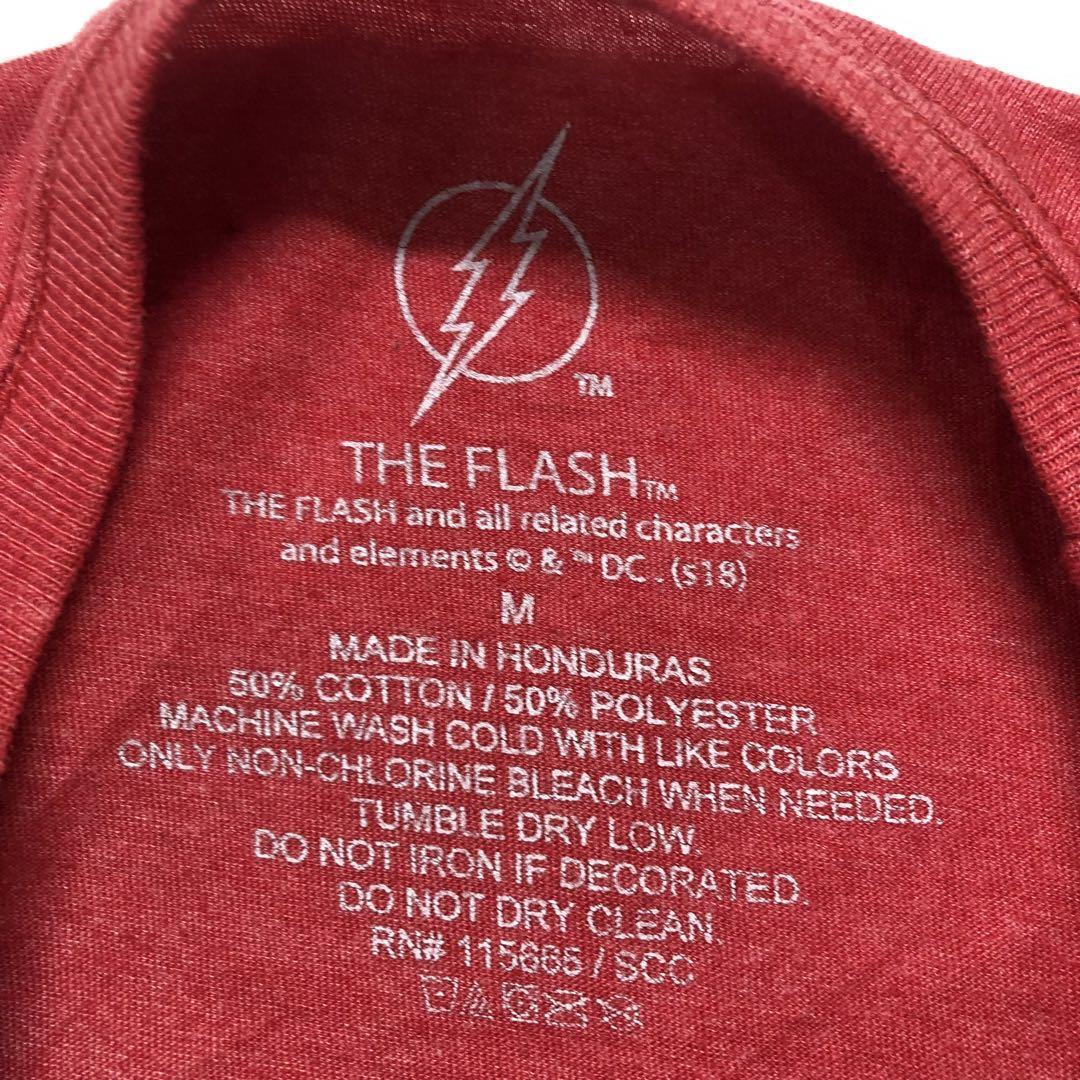 TM
THE FLASH™
THE FLASH and all related characters
and elements © & ™ DC. (s18)
M
MADE IN HONDURAS
50% COTTON / 50% POLYESTER
MACHINE WASH COLD WITH LIKE COLORS
ONLY NON-CHLORINE BLEACH WHEN NEEDED.
TUMBLE DRY LOW.
DO NOT IRON IF DECORATED.
DO NOT DRY CLEAN.
RN# 115665 / SCC